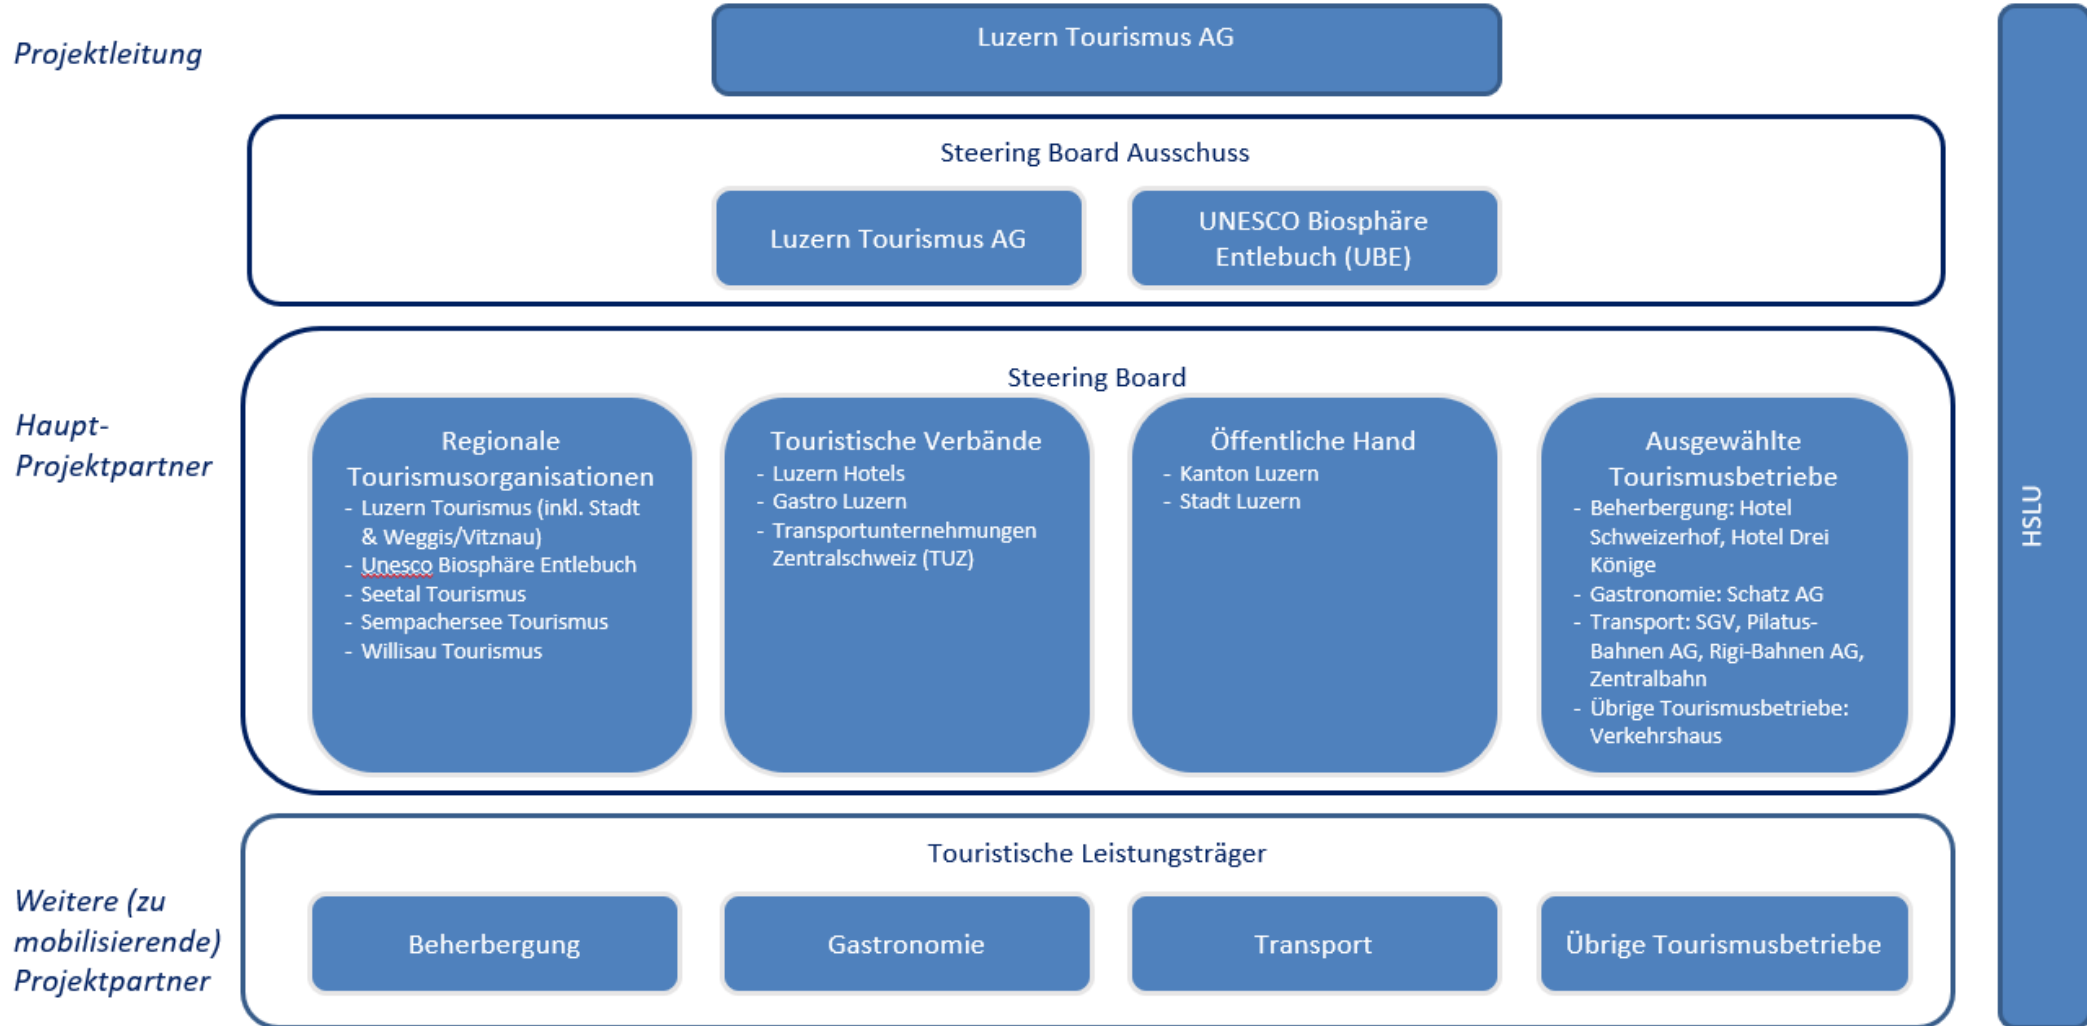 Projektleitung
Luzern Tourismus AG
Steering Board Ausschuss
Luzern Tourismus AG
UNESCO Biosphäre
Entlebuch (UBE)
Haupt-
Projektpartner
Steering Board
Regionale
Tourismusorganisationen
- Luzern Tourismus (inkl. Stadt
& Weggis/Vitznau)
- Unesco Biosphäre Entlebuch
- Seetal Tourismus
- Sempachersee Tourismus
- Willisau Tourismus
Touristische Verbände
- Luzern Hotels
- Gastro Luzern
- Transportunternehmungen
Zentralschweiz (TUZ)
Öffentliche Hand
- Kanton Luzern
- Stadt Luzern
Ausgewählte
Tourismusbetriebe
- Beherbergung: Hotel
Schweizerhof, Hotel Drei
Könige
- Gastronomie: Schatz AG
- Transport: SGV, Pilatus-
Bahnen AG, Rigi-Bahnen AG,
Zentralbahn
- Übrige Tourismusbetriebe:
Verkehrshaus
Weitere (zu
mobilisierende)
Projektpartner
Touristische Leistungsträger
Beherbergung
Gastronomie
Transport
Übrige Tourismusbetriebe
HSLU